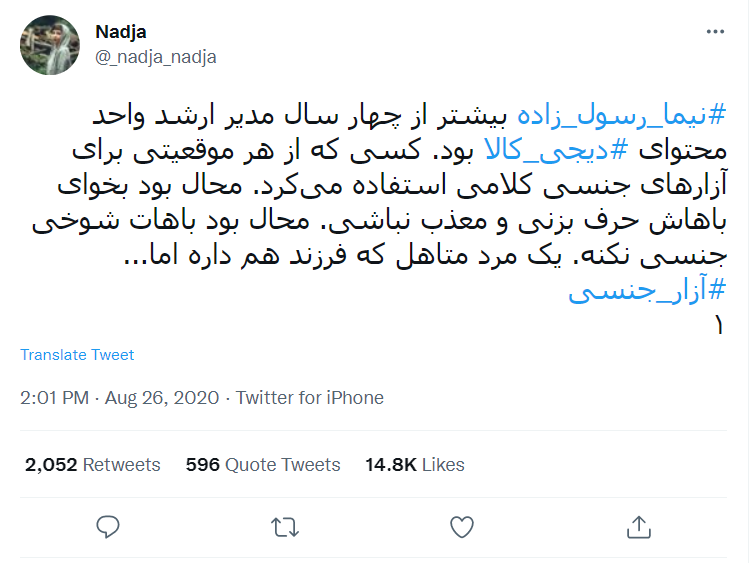 Nadja
@_nadja_nadja
#نیما_رسول_زاده بیشتر از چهار سال مدیر ارشد واحد
محتوای #دیجی_کالا بود. کسی که از هر موقعیتی برای
آزارهای جنسی کلامی استفاده می‌کرد. محال بود بخوای
باهاش حرف بزنی و معذب نباشی. محال بود باهات شوخی
جنسی نکنه. یک مرد متاهل که فرزند هم داره اما...
#آزار_جنسی
۱
Translate Tweet
2:01 PM · Aug 26, 2020 · Twitter for iPhone
2,052 Retweets 596 Quote Tweets 14.8K Likes